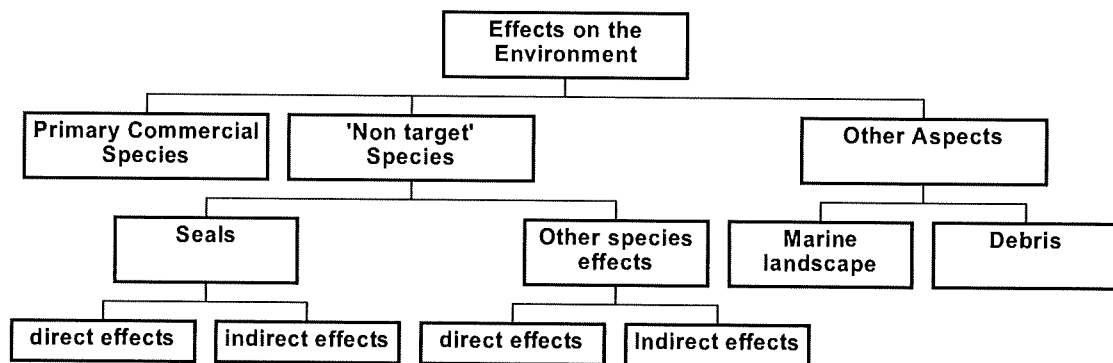 Effects on the
Environment
Primary Commercial
Species
'Non target'
Species
Other Aspects
Seals
Other species
effects
Marine
landscape
Debris
direct effects
indirect effects
direct effects
Indirect effects